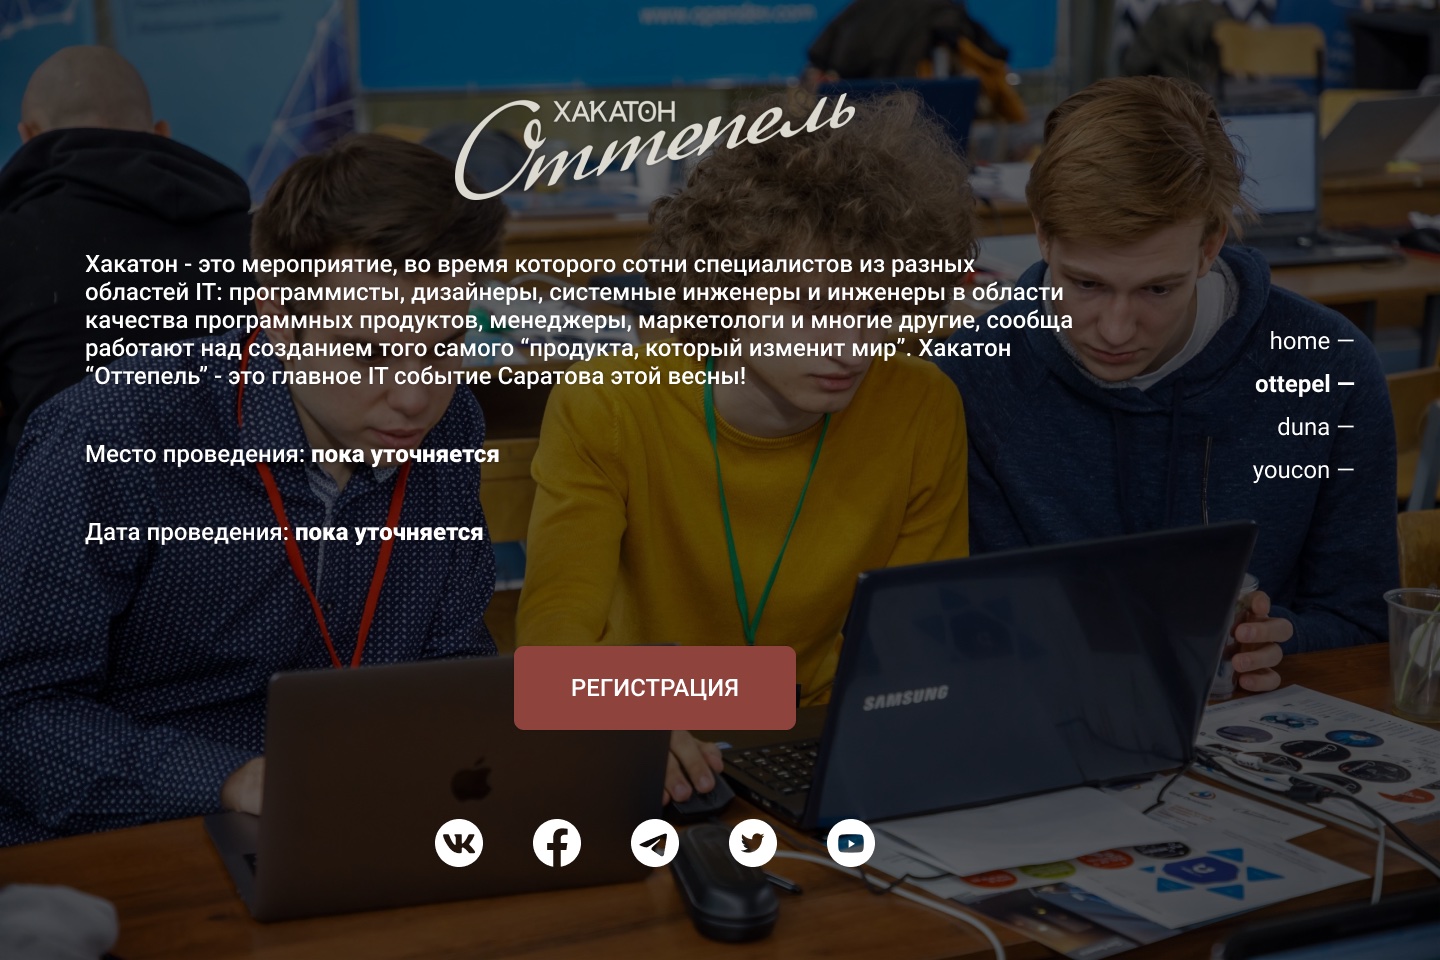 www.opendev.com
ХАКАТОН
Оттепель
Хакатон - это мероприятие, во время которого сотни специалистов из разных
областей IT: программисты, дизайнеры, системные инженеры и инженеры в области
качества программных продуктов, менеджеры, маркетологи и многие другие, сообща
работают над созданием того самого “продукта, который изменит мир”. Хакатон
“Оттепель” - это главное IT событие Саратова этой весны!
Место проведения: пока уточняется
Дата проведения: пока уточняется
home —
ottepel —
duna —
youcon —
РЕГИСТРАЦИЯ
SAMSUNG